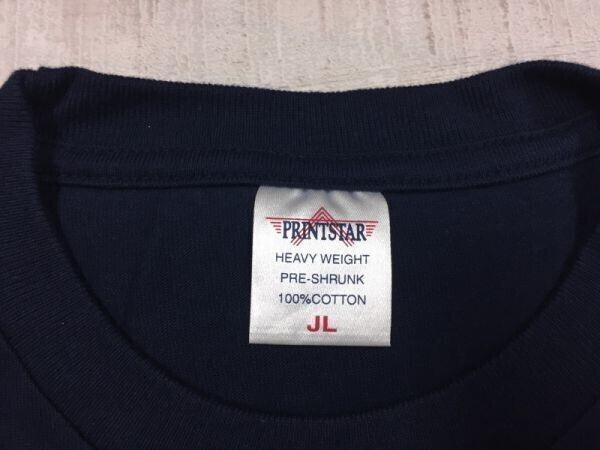 PRINTSTAR
HEAVY WEIGHT
PRE-SHRUNK
100%COTTON
JL